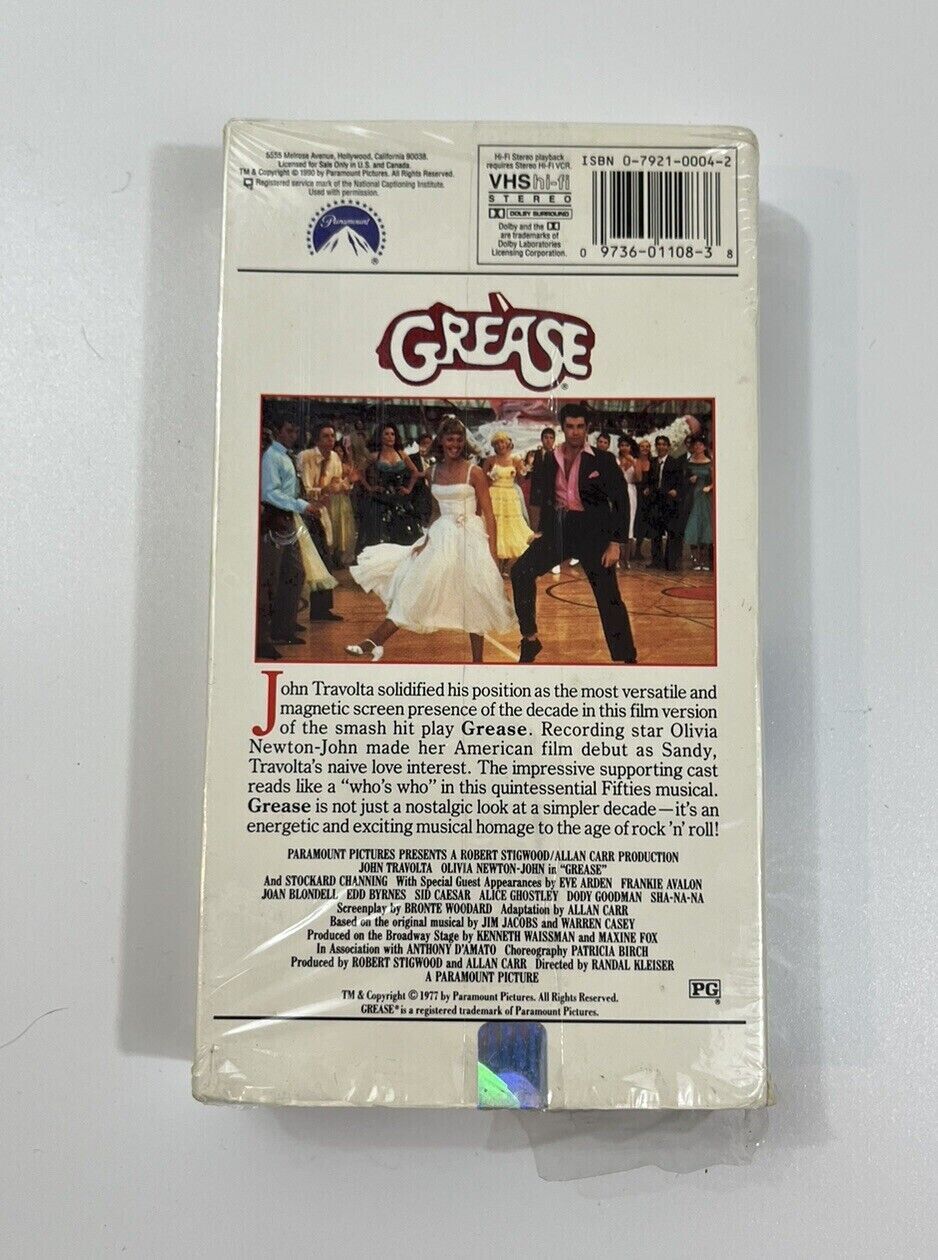 5555 Melrose Avenue, Hollywood, California 90038.
Licensed for Sale Only in U.S. and Canada.
TM & Copyright © 1990 by Paramount Pictures. All Rights Reserved.
Registered service mark of the National Captioning Institute.
Used with permission.
Paramount
®
Hi-Fi Stereo playback
requires Stereo Hi-Fi VCR.
VHS hi-fi
STEREO
DOLBY SURROUND
Dolby and the
are trademarks of
Dolby Laboratories
Licensing Corporation.
ISBN 0-7921-0004-2
0 9736-01108-3 8
GREASE
®
John Travolta solidified his position as the most versatile and
magnetic screen presence of the decade in this film version
of the smash hit play Grease. Recording star Olivia
Newton-John made her American film debut as Sandy,
Travolta's naive love interest. The impressive supporting cast
reads like a “who's who” in this quintessential Fifties musical.
Grease is not just a nostalgic look at a simpler decade—it's an
energetic and exciting musical homage to the age of rock 'n' roll!
PARAMOUNT PICTURES PRESENTS A ROBERT STIGWOOD/ALLAN CARR PRODUCTION
JOHN TRAVOLTA OLIVIA NEWTON-JOHN in “GREASE”
And STOCKARD CHANNING With Special Guest Appearances by EVE ARDEN FRANKIE AVALON
JOAN BLONDELL EDD BYRNES SID CAESAR ALICE GHOSTLEY DODY GOODMAN SHA-NA-NA
Screenplay by BRONTE WOODARD Adaptation by ALLAN CARR
Based on the original musical by JIM JACOBS and WARREN CASEY
Produced on the Broadway Stage by KENNETH WAISSMAN and MAXINE FOX
In Association with ANTHONY D'AMATO Choreography PATRICIA BIRCH
Produced by ROBERT STIGWOOD and ALLAN CARR Directed by RANDAL KLEISER
A PARAMOUNT PICTURE
TM & Copyright © 1977 by Paramount Pictures. All Rights Reserved.
GREASE® is a registered trademark of Paramount Pictures.
PG
®